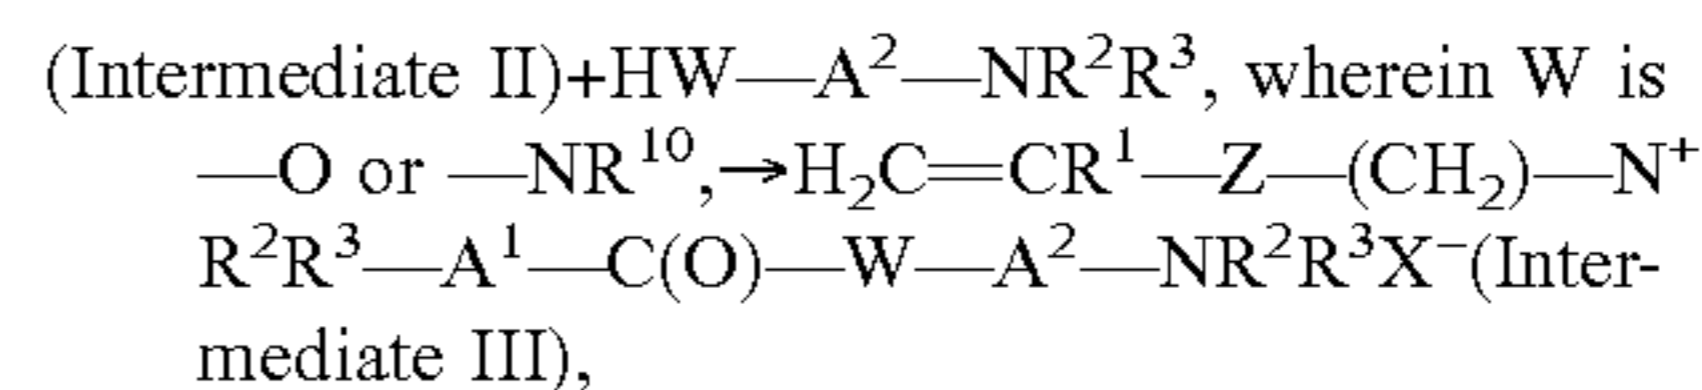 (Intermediate II)+HW—A²—NR²R³, wherein W is
—O or —NR¹⁰,→H₂C═CR¹—Z—(CH₂)—N⁺
R²R³—A¹—C(O)—W—A²—NR²R³X⁻(Inter-
mediate III),